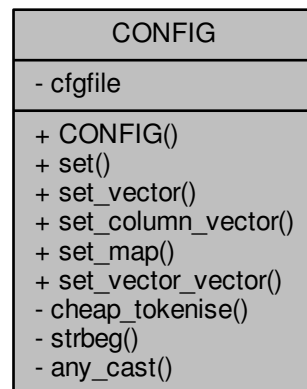 CONFIG
- cfgfile
+ CONFIG()
+ set()
+ set_vector()
+ set_column_vector()
+ set_map()
+ set_vector_vector()
- cheap_tokenise()
- strbeg()
- any_cast()